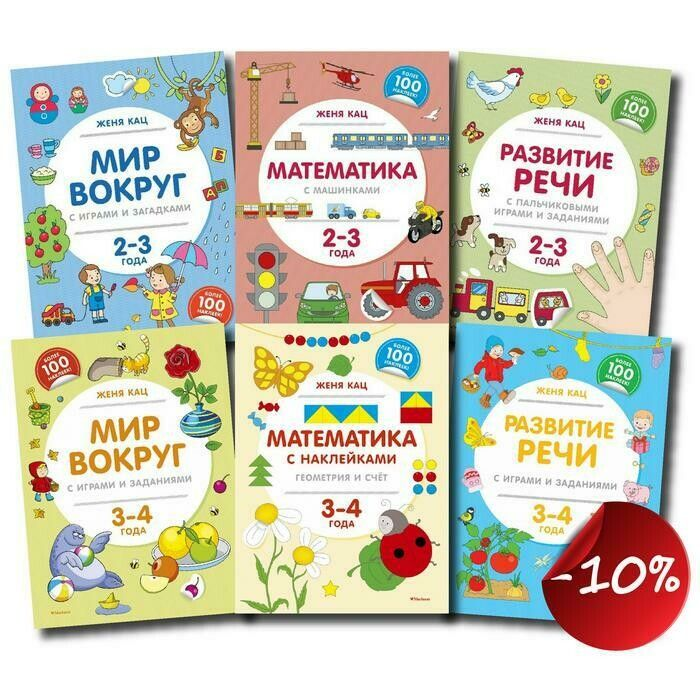 ЖЕНЯ КАЦ
МИР
ВОКРУГ
С ИГРАМИ И ЗАГАДКАМИ
2-3
ГОДА
БОЛЕЕ
100
НАКЛЕЕК!
БОЛЕЕ
100
НАКЛЕЕК!
ЖЕНЯ КАЦ
МАТЕМАТИКА
С МАШИНКАМИ
2-3
ГОДА
БОЛЕЕ
100
НАКЛЕЕК!
ЖЕНЯ КАЦ
РАЗВИТИЕ
РЕЧИ
С ПАЛЬЧИКОВЫМИ
ИГРАМИ И ЗАДАНИЯМИ
2-3
ГОДА
БОЛЕЕ
100
НАКЛЕЕК!
ЖЕНЯ КАЦ
МИР
ВОКРУГ
С ИГРАМИ И ЗАДАНИЯМИ
3-4
ГОДА
БОЛЕЕ
100
НАКЛЕЕК!
ЖЕНЯ КАЦ
МАТЕМАТИКА
С НАКЛЕЙКАМИ
ГЕОМЕТРИЯ И СЧЁТ
3-4
ГОДА
БОЛЕЕ
100
НАКЛЕЕК!
ЖЕНЯ КАЦ
РАЗВИТИЕ
РЕЧИ
С ИГРАМИ И ЗАДАНИЯМИ
3-4
ГОДА
-10%